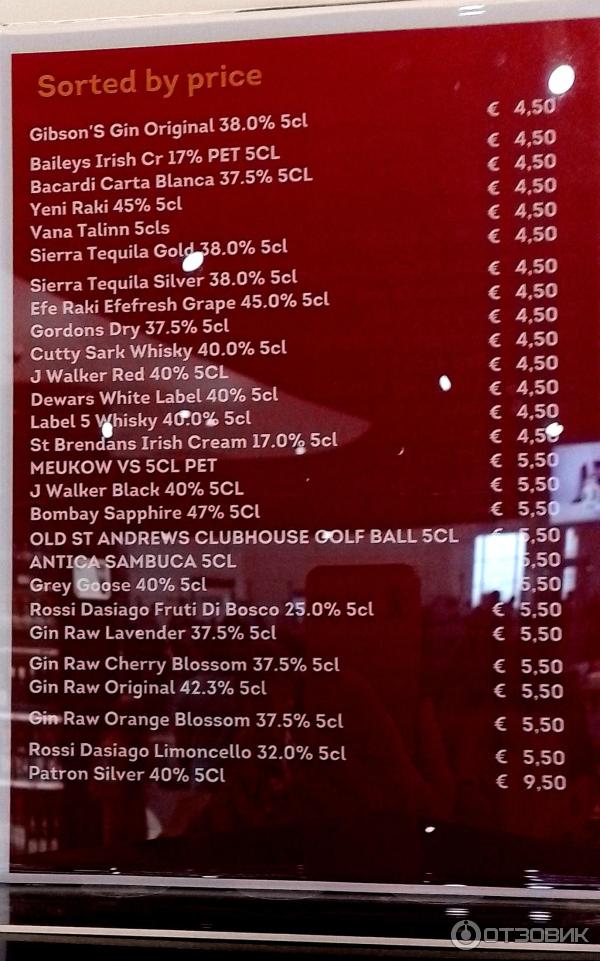 Sorted by price
Gibson'S Gin Original 38.0% 5cl € 4,50
Baileys Irish Cr 17% PET 5CL € 4,50
Bacardi Carta Blanca 37.5% 5CL € 4,50
Yeni Raki 45% 5cl € 4,50
Vana Talinn 5cls € 4,50
Sierra Tequila Gold 38.0% 5cl € 4,50
Sierra Tequila Silver 38.0% 5cl € 4,50
Efe Raki Efefresh Grape 45.0% 5cl € 4,50
Gordons Dry 37.5% 5cl € 4,50
Cutty Sark Whisky 40.0% 5cl € 4,50
J Walker Red 40% 5CL € 4,50
Dewars White Label 40% 5cl € 4,50
Label 5 Whisky 40.0% 5cl € 4,50
St Brendans Irish Cream 17.0% 5cl € 4,50
MEUKOW VS 5CL PET € 5,50
J Walker Black 40% 5CL € 5,50
Bombay Sapphire 47% 5cl € 5,50
OLD ST ANDREWS CLUBHOUSE GOLF BALL 5CL € 5,50
ANTICA SAMBUCA 5CL 5,50
Grey Goose 40% 5cl 5,50
Rossi Dasiago Fruti Di Bosco 25.0% 5cl € 5,50
Gin Raw Lavender 37.5% 5cl € 5,50
Gin Raw Cherry Blossom 37.5% 5cl € 5,50
Gin Raw Original 42.3% 5cl € 5,50
Gin Raw Orange Blossom 37.5% 5cl € 5,50
Rossi Dasiago Limoncello 32.0% 5cl € 5,50
Patron Silver 40% 5Cl € 9,50
ОТЗОВИК